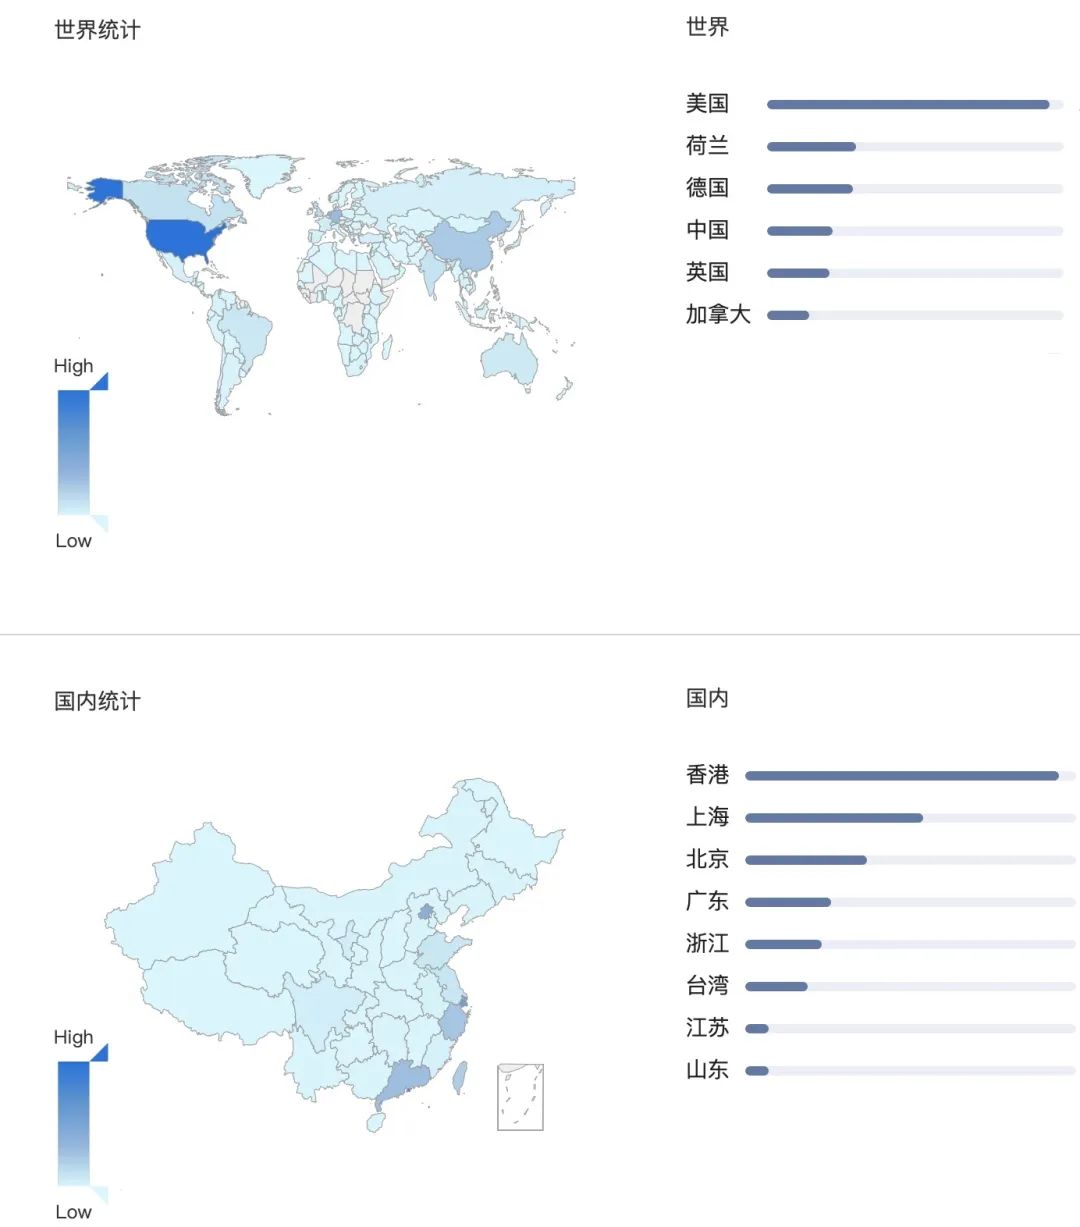 世界统计
世界
美国
荷兰
德国
中国
英国
加拿大
High
Low
国内统计
国内
香港
上海
北京
广东
浙江
台湾
江苏
山东
High
Low